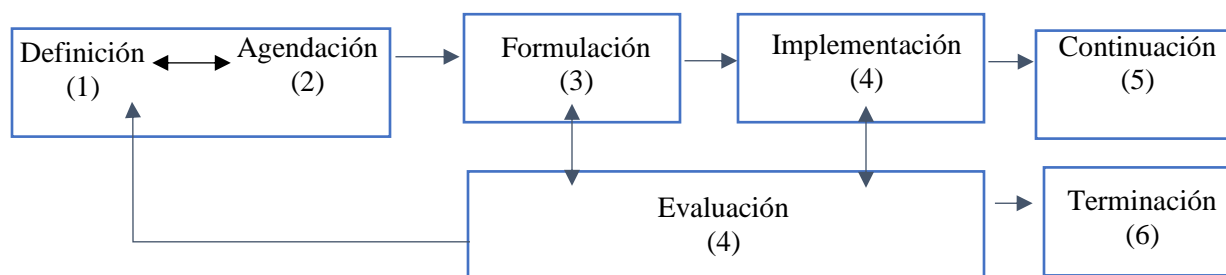 Definición
(1)
Agendación
(2)
Formulación
(3)
Implementación
(4)
Continuación
(5)
Evaluación
(4)
Terminación
(6)